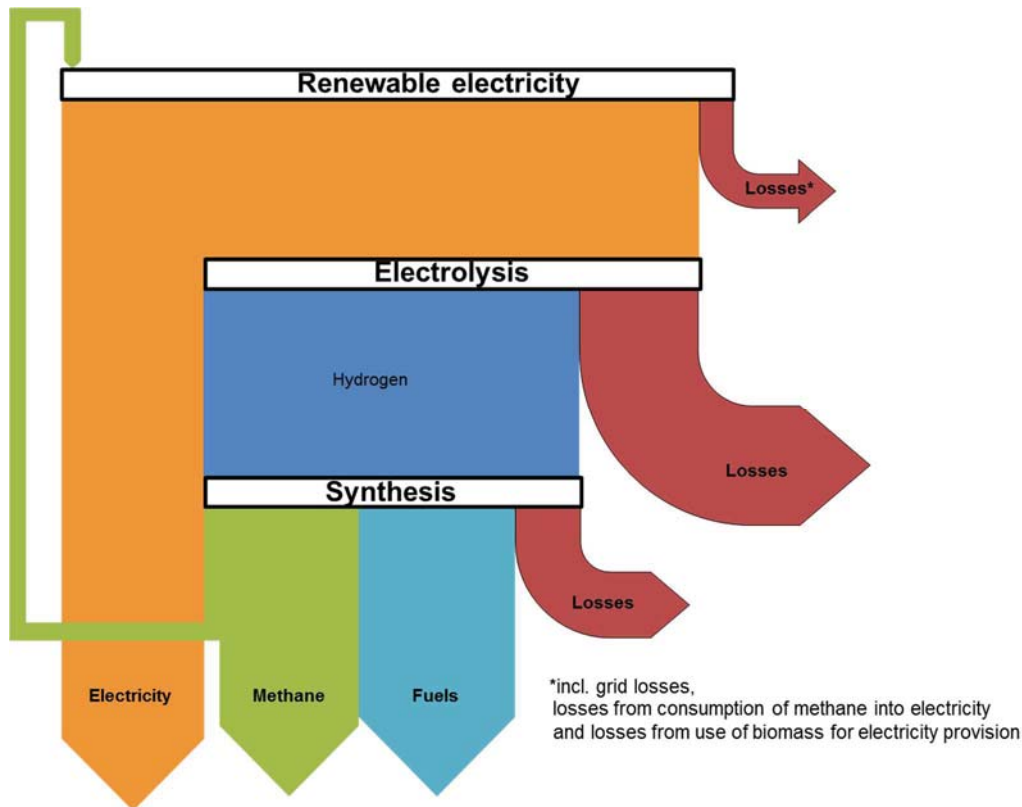 Renewable electricity
Losses*
Electrolysis
Hydrogen
Losses
Synthesis
Losses
Electricity
Methane
Fuels
*incl. grid losses,
losses from consumption of methane into electricity
and losses from use of biomass for electricity provision